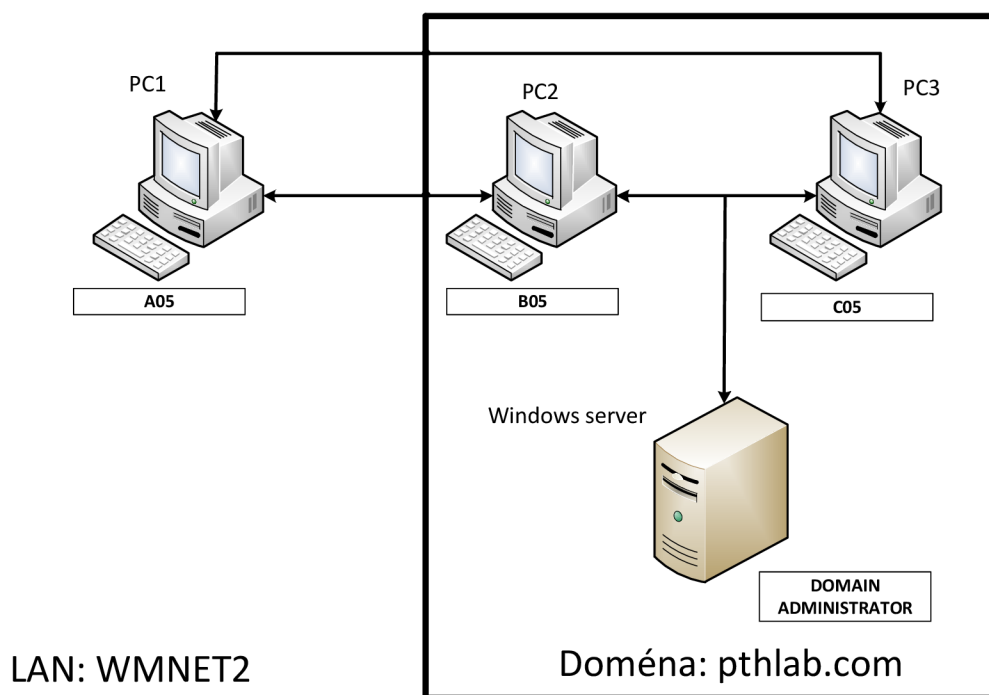 PC1
PC2
PC3
A05
B05
C05
Windows server
DOMAIN
ADMINISTRATOR
LAN: WMNET2
Doména: pthlab.com